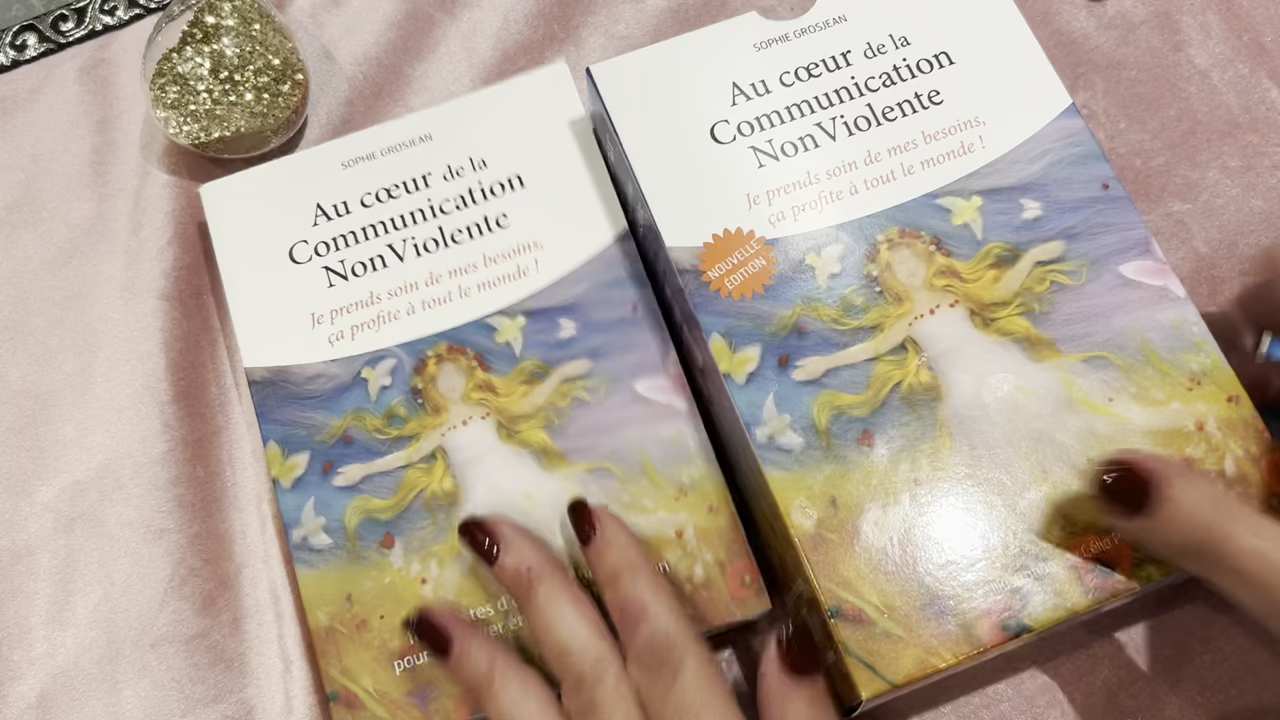 SOPHIE GROSJEAN
Au cœur de la
Communication
NonViolente
Je prends soin de mes besoins,
ça profite à tout le monde !
pour
SOPHIE GROSJEAN
Au cœur de la
Communication
NonViolente
Je prends soin de mes besoins,
ça profite à tout le monde !
NOUVELLE
ÉDITION